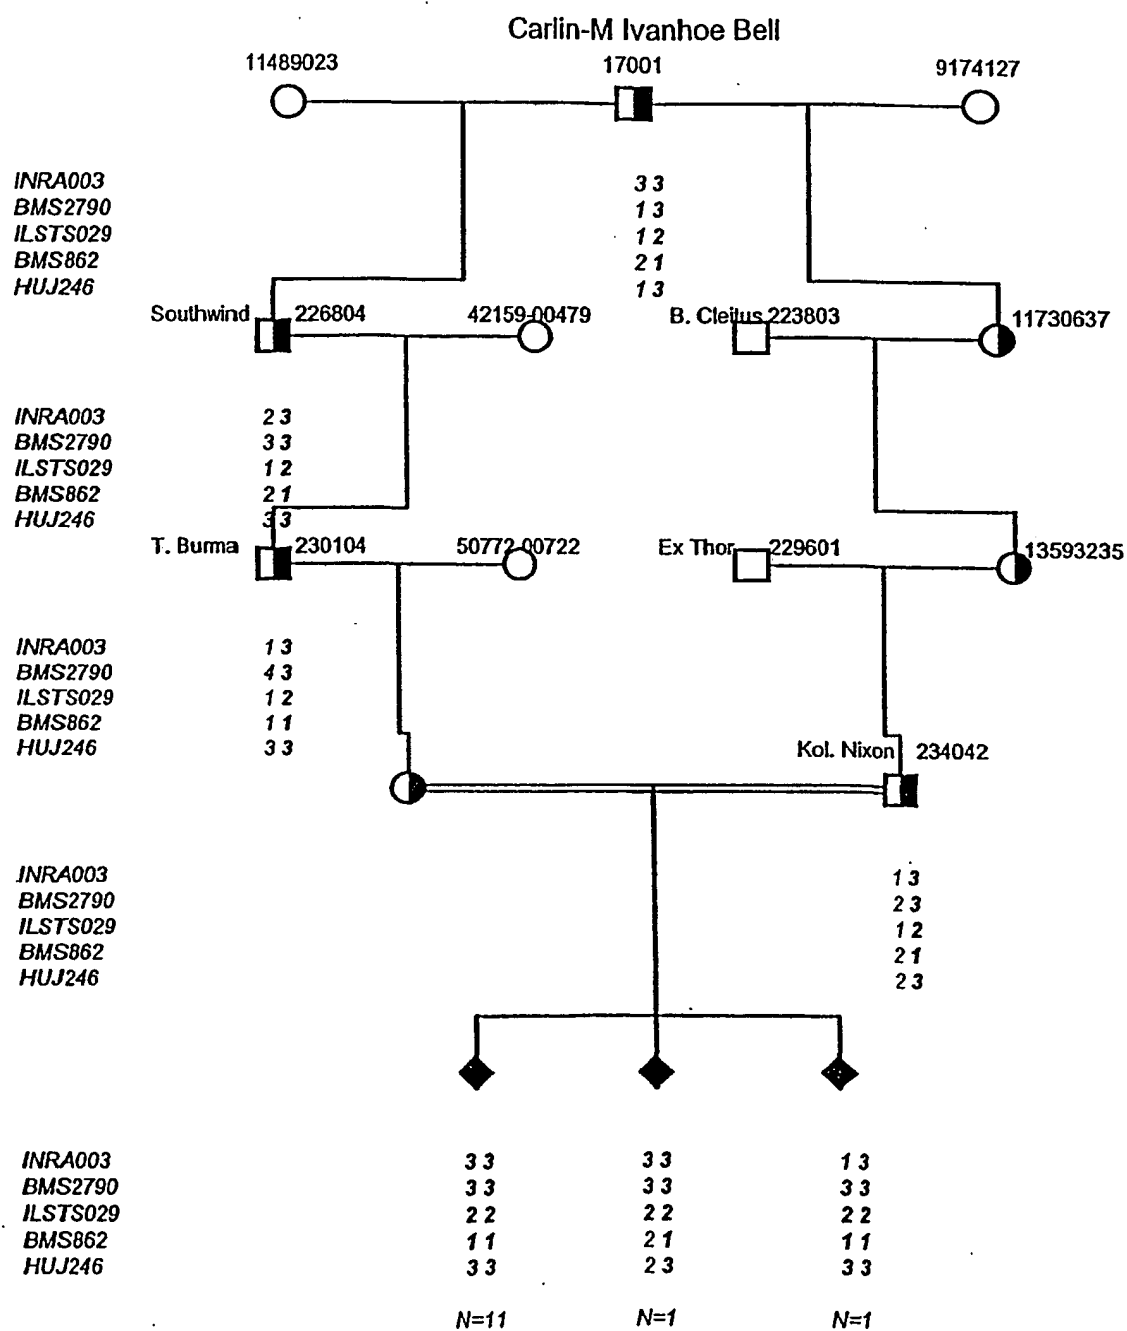 Carlin-M Ivanhoe Bell
11489023 17001 9174127
INRA003 3 3
BMS2790 1 3
ILSTS029 1 2
BMS862 2 1
HUJ246 1 3
Southwind 226804 42159-00479 B. Cleitus 223803 11730637
INRA003 2 3
BMS2790 3 3
ILSTS029 1 2
BMS862 2 1
HUJ246 3 3
T. Burma 230104 50772-00722 Ex Thor 229601 13593235
INRA003 1 3
BMS2790 4 3
ILSTS029 1 2
BMS862 1 1
HUJ246 3 3
Kol. Nixon 234042
INRA003 1 3
BMS2790 2 3
ILSTS029 1 2
BMS862 2 1
HUJ246 2 3
INRA003 3 3 3 3 1 3
BMS2790 3 3 3 3 3 3
ILSTS029 2 2 2 2 2 2
BMS862 1 1 2 1 1 1
HUJ246 3 3 2 3 3 3
N=11 N=1 N=1